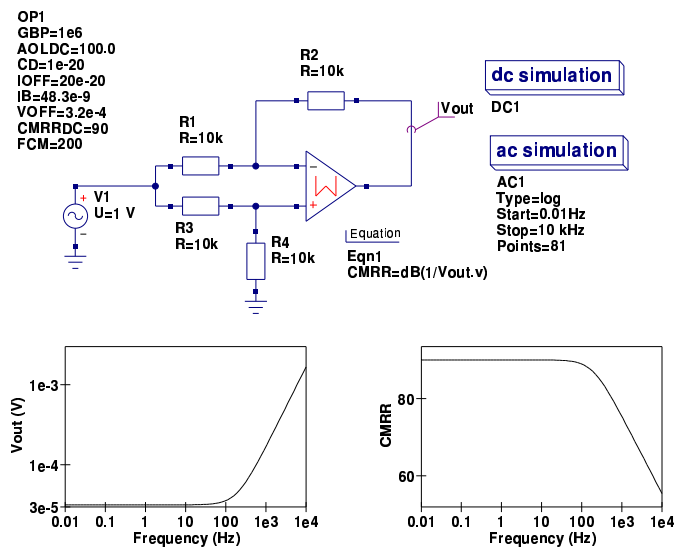 OP1
GBP=1e6
AOLDC=100.0
CD=1e-20
IOFF=20e-20
IB=48.3e-9
VOFF=3.2e-4
CMRRDC=90
FCM=200
R2
R=10k
Vout
dc simulation
DC1
R1
R=10k
ac simulation
AC1
Type=log
Start=0.01Hz
Stop=10 kHz
Points=81
V1
U=1 V
+
−
R3
R=10k
−
+
R4
R=10k
Equation
Eqn1
CMRR=dB(1/Vout.v)
Vout (V)
1e-3
1e-4
3e-5
0.01 0.1 1 10 100 1e3 1e4
Frequency (Hz)
CMRR
80
60
0.01 0.1 1 10 100 1e3 1e4
Frequency (Hz)